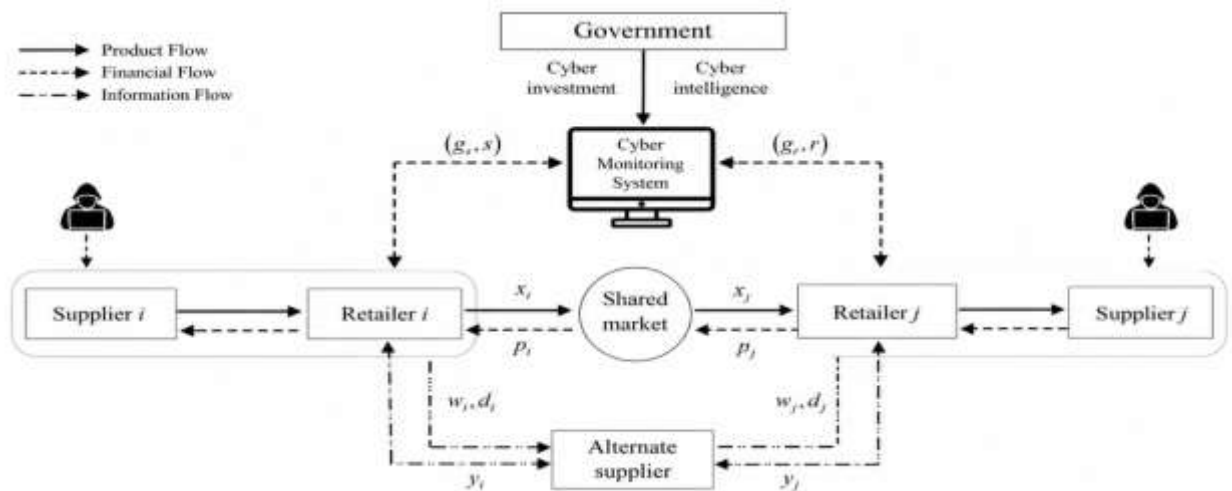 Government
Product Flow
Financial Flow
Information Flow
Cyber investment
Cyber intelligence
(g_s, s)
Cyber Monitoring System
(g_r, r)
Supplier i
Retailer i
x_i
p_i
Shared market
x_j
p_j
Retailer j
Supplier j
w_i, d_i
w_j, d_j
Alternate supplier
y_i
y_j